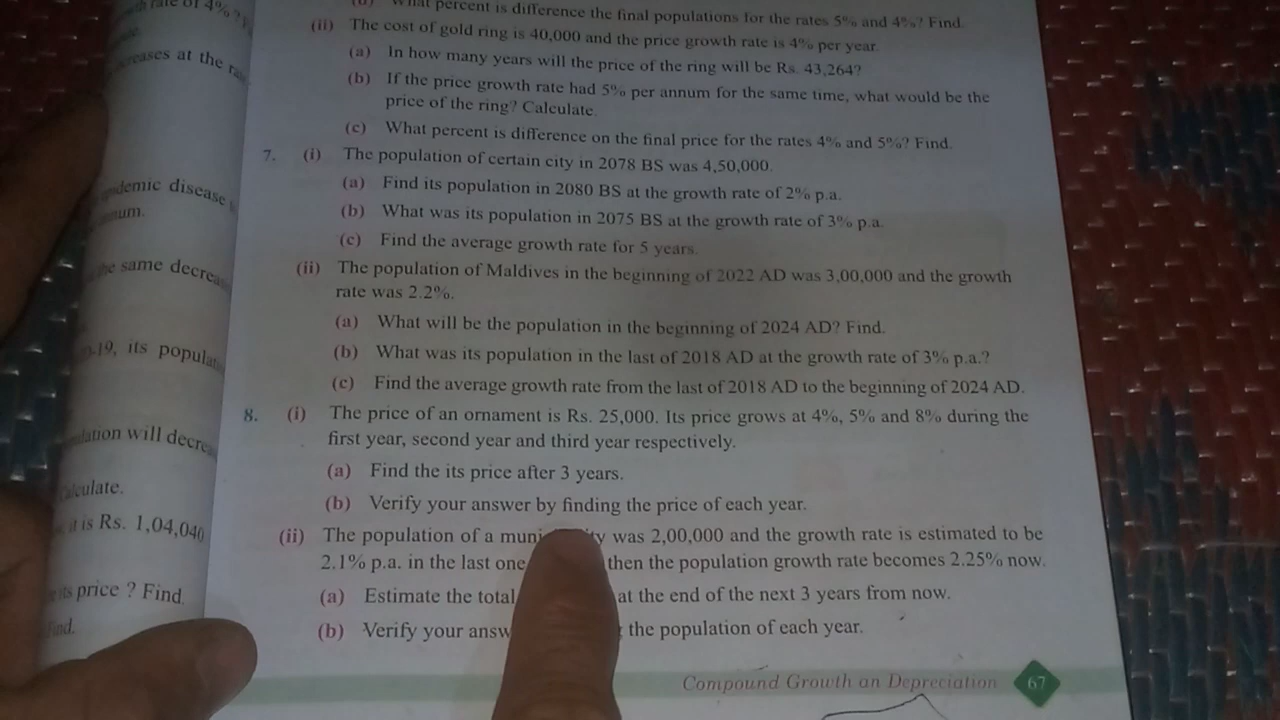 rate of 4%
creases at the
demic disease
nnum.
the same decrea
-19, its populat
ulation will decre
alculate.
it is Rs. 1,04,040
its price ? Find.
ind.
What percent is difference the final populations for the rates 5% and 4%? Find.
(ii) The cost of gold ring is 40,000 and the price growth rate is 4% per year.
(a) In how many years will the price of the ring will be Rs. 43,264?
(b) If the price growth rate had 5% per annum for the same time, what would be the
price of the ring? Calculate.
(c) What percent is difference on the final price for the rates 4% and 5%? Find.
7. (i) The population of certain city in 2078 BS was 4,50,000.
(a) Find its population in 2080 BS at the growth rate of 2% p.a.
(b) What was its population in 2075 BS at the growth rate of 3% p.a.
(c) Find the average growth rate for 5 years.
(ii) The population of Maldives in the beginning of 2022 AD was 3,00,000 and the growth
rate was 2.2%.
(a) What will be the population in the beginning of 2024 AD? Find.
(b) What was its population in the last of 2018 AD at the growth rate of 3% p.a.?
(c) Find the average growth rate from the last of 2018 AD to the beginning of 2024 AD.
8. (i) The price of an ornament is Rs. 25,000. Its price grows at 4%, 5% and 8% during the
first year, second year and third year respectively.
(a) Find the its price after 3 years.
(b) Verify your answer by finding the price of each year.
(ii) The population of a muni ty was 2,00,000 and the growth rate is estimated to be
2.1% p.a. in the last one then the population growth rate becomes 2.25% now.
(a) Estimate the total at the end of the next 3 years from now.
(b) Verify your answ the population of each year.
Compound Growth an Depreciation 67